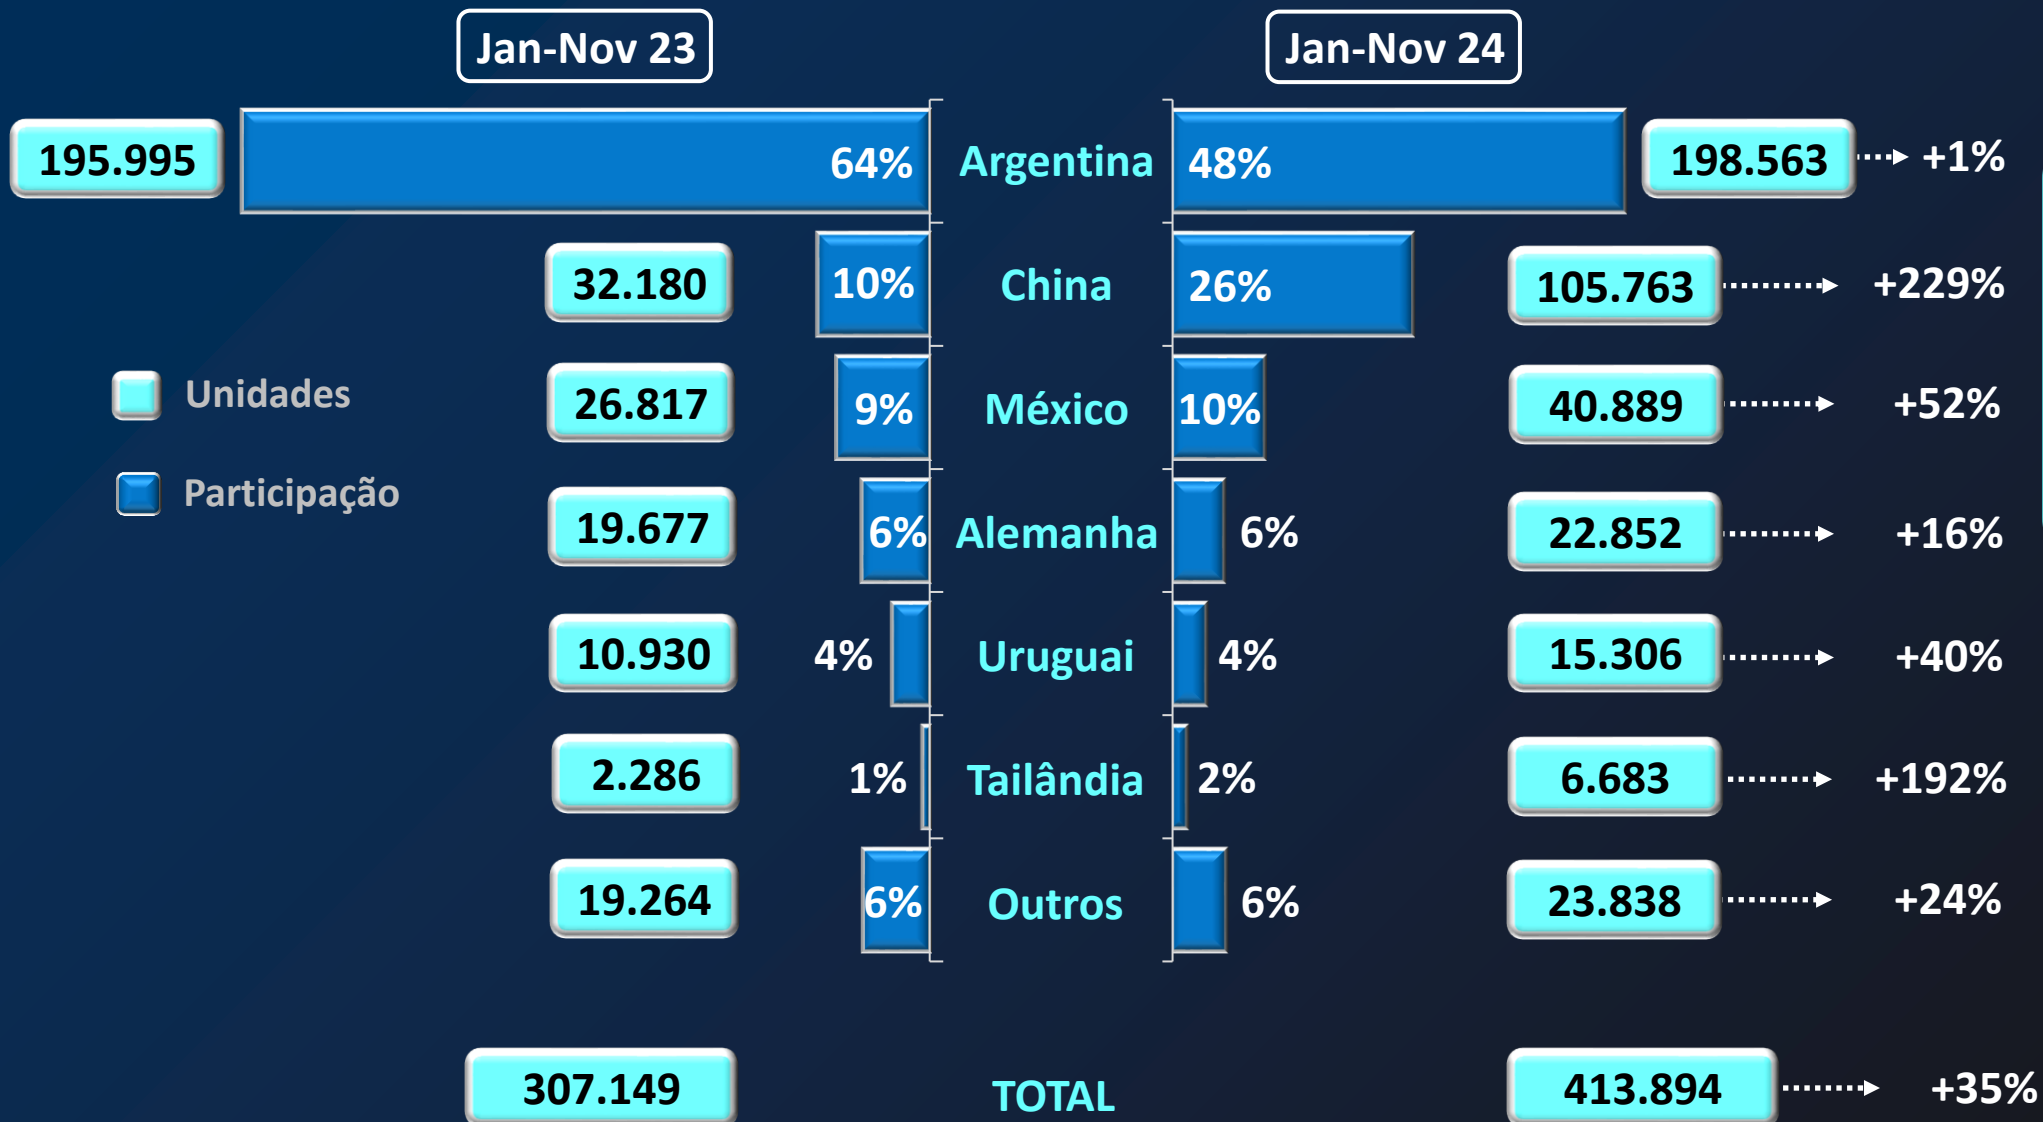 Jan-Nov 23 Jan-Nov 24
195.995 64% Argentina 48% 198.563 +1%
32.180 10% China 26% 105.763 +229%
Unidades 26.817 9% México 10% 40.889 +52%
Participação 19.677 6% Alemanha 6% 22.852 +16%
10.930 4% Uruguai 4% 15.306 +40%
2.286 1% Tailândia 2% 6.683 +192%
19.264 6% Outros 6% 23.838 +24%
307.149 TOTAL 413.894 +35%